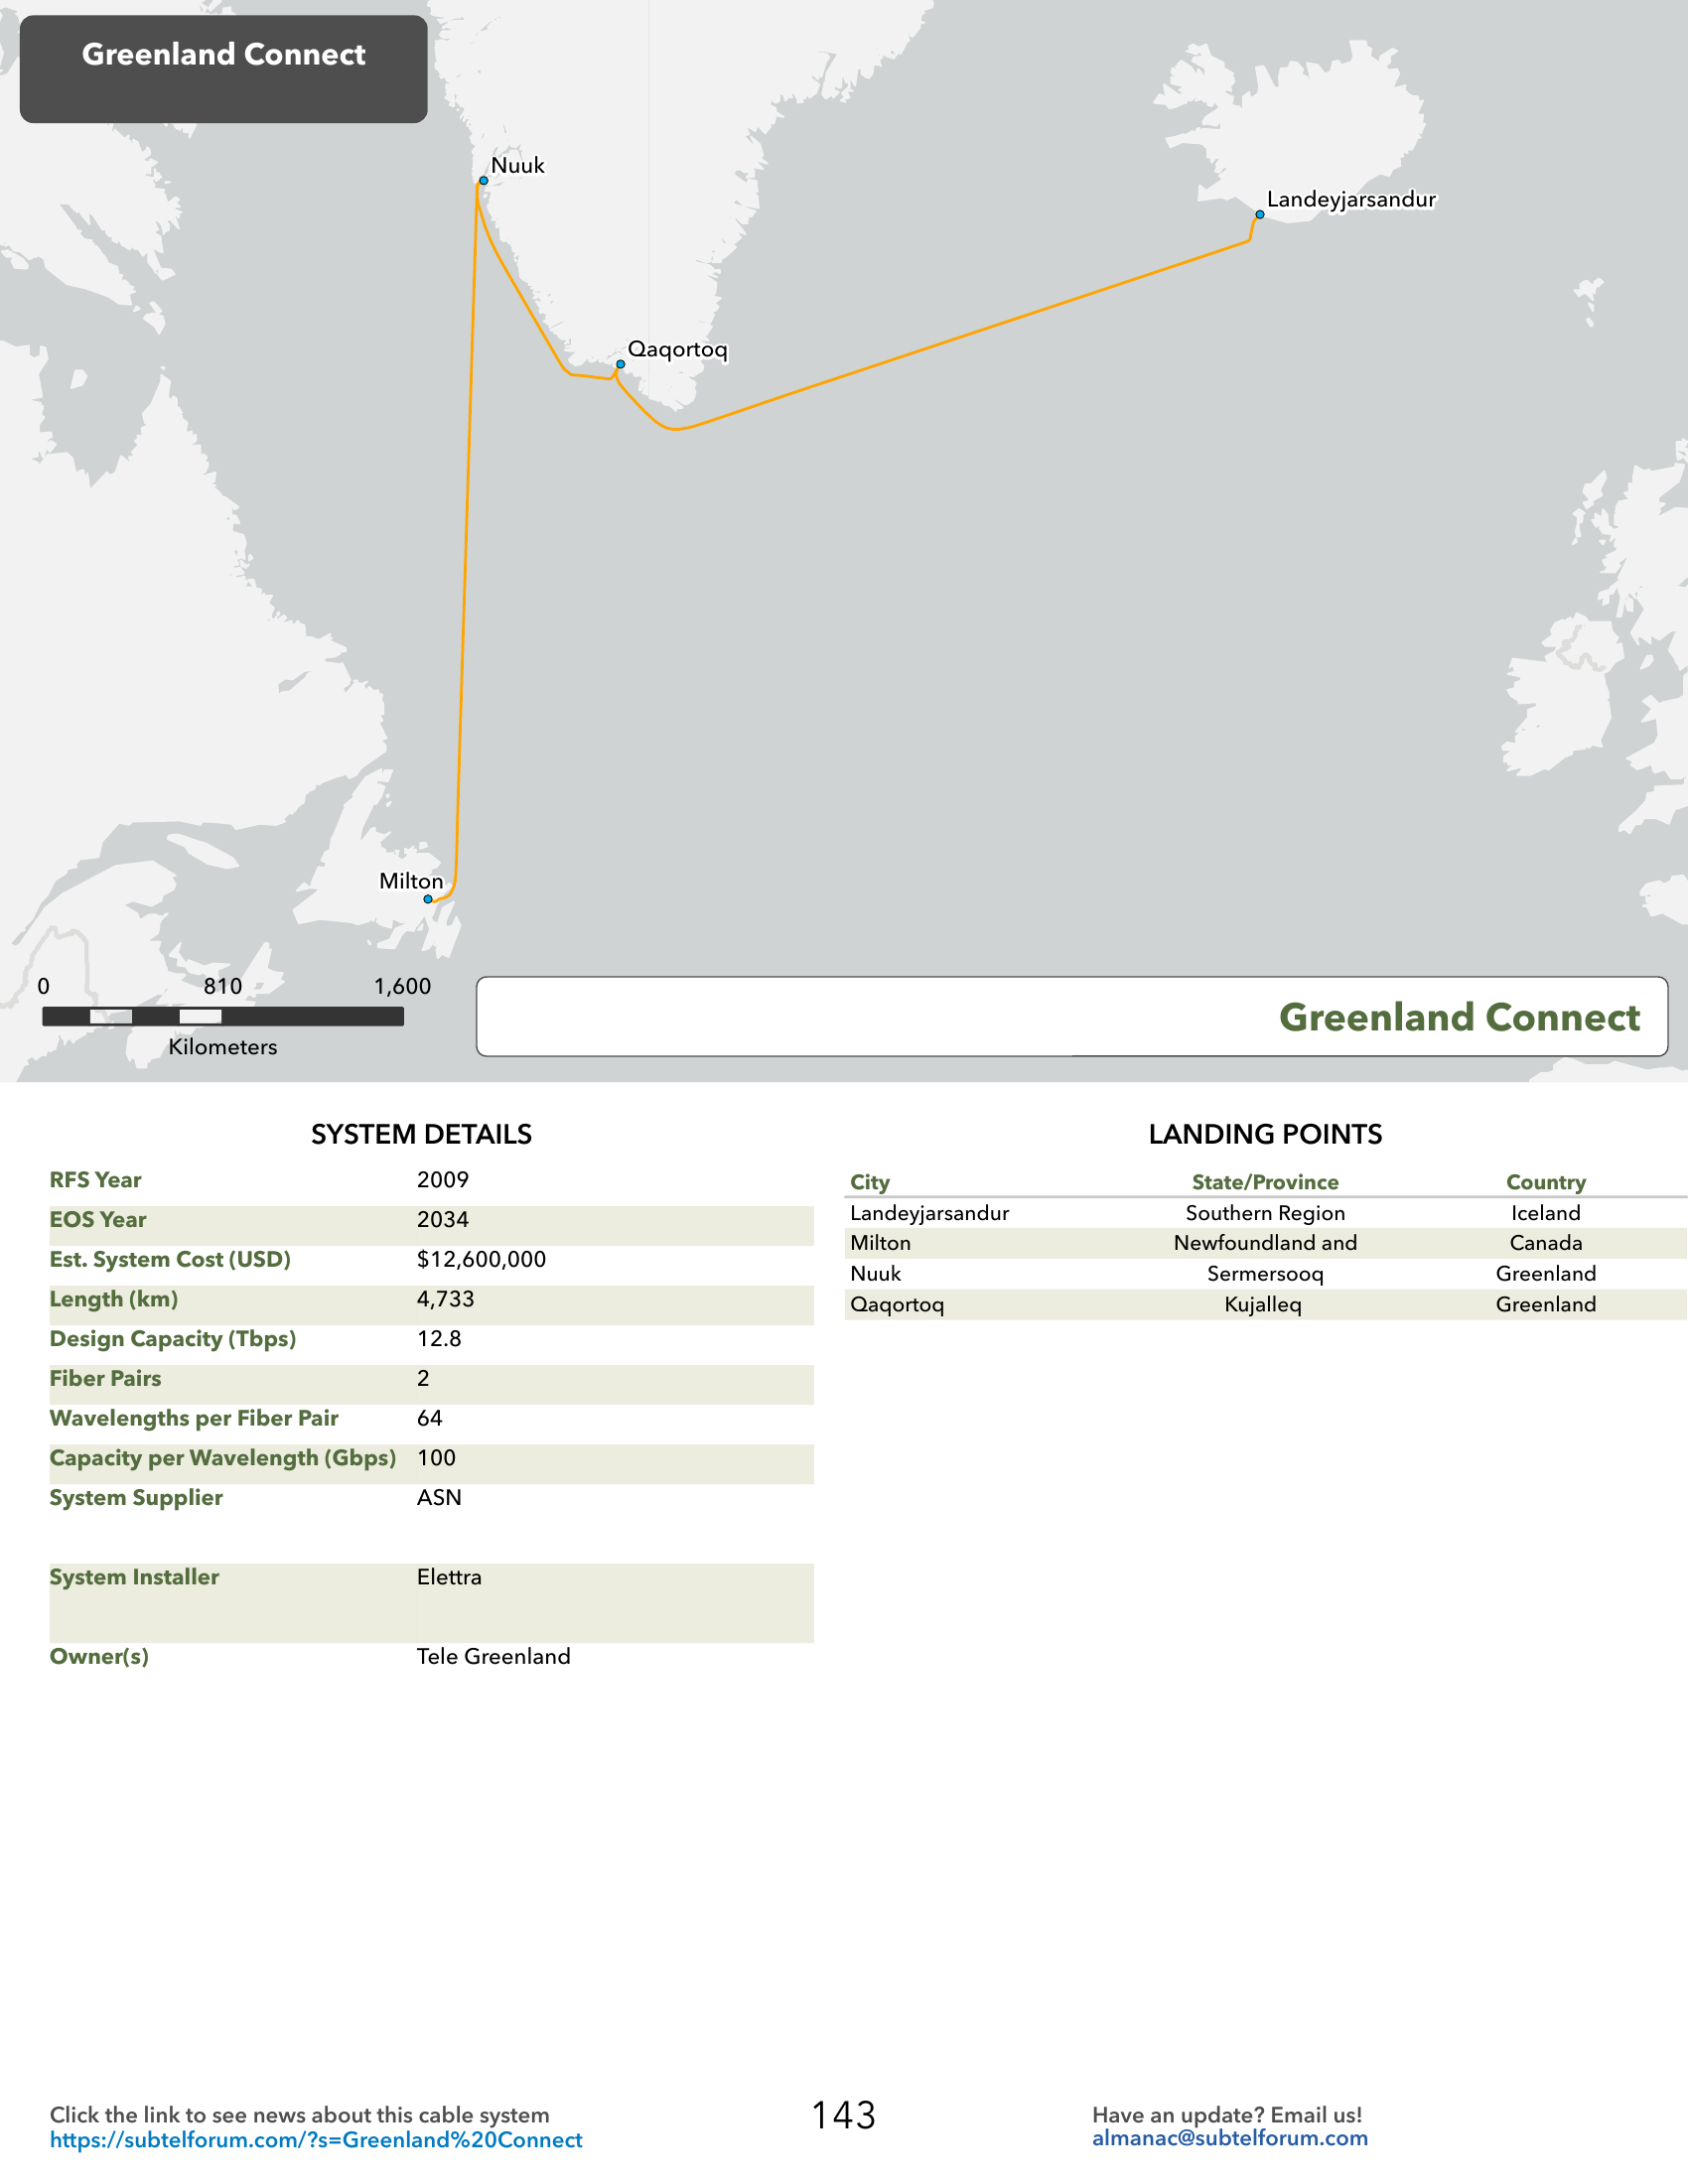 Greenland Connect
Nuuk
Landeyjarsandur
Qaqortoq
Milton
0 810 1,600
Kilometers
Greenland Connect
SYSTEM DETAILS
RFS Year 2009
EOS Year 2034
Est. System Cost (USD) $12,600,000
Length (km) 4,733
Design Capacity (Tbps) 12.8
Fiber Pairs 2
Wavelengths per Fiber Pair 64
Capacity per Wavelength (Gbps) 100
System Supplier ASN
System Installer Elettra
Owner(s) Tele Greenland
LANDING POINTS
City State/Province Country
Landeyjarsandur Southern Region Iceland
Milton Newfoundland and Canada
Nuuk Sermersooq Greenland
Qaqortoq Kujalleq Greenland
Click the link to see news about this cable system
https://subtelforum.com/?s=Greenland%20Connect
143
Have an update? Email us!
almanac@subtelforum.com